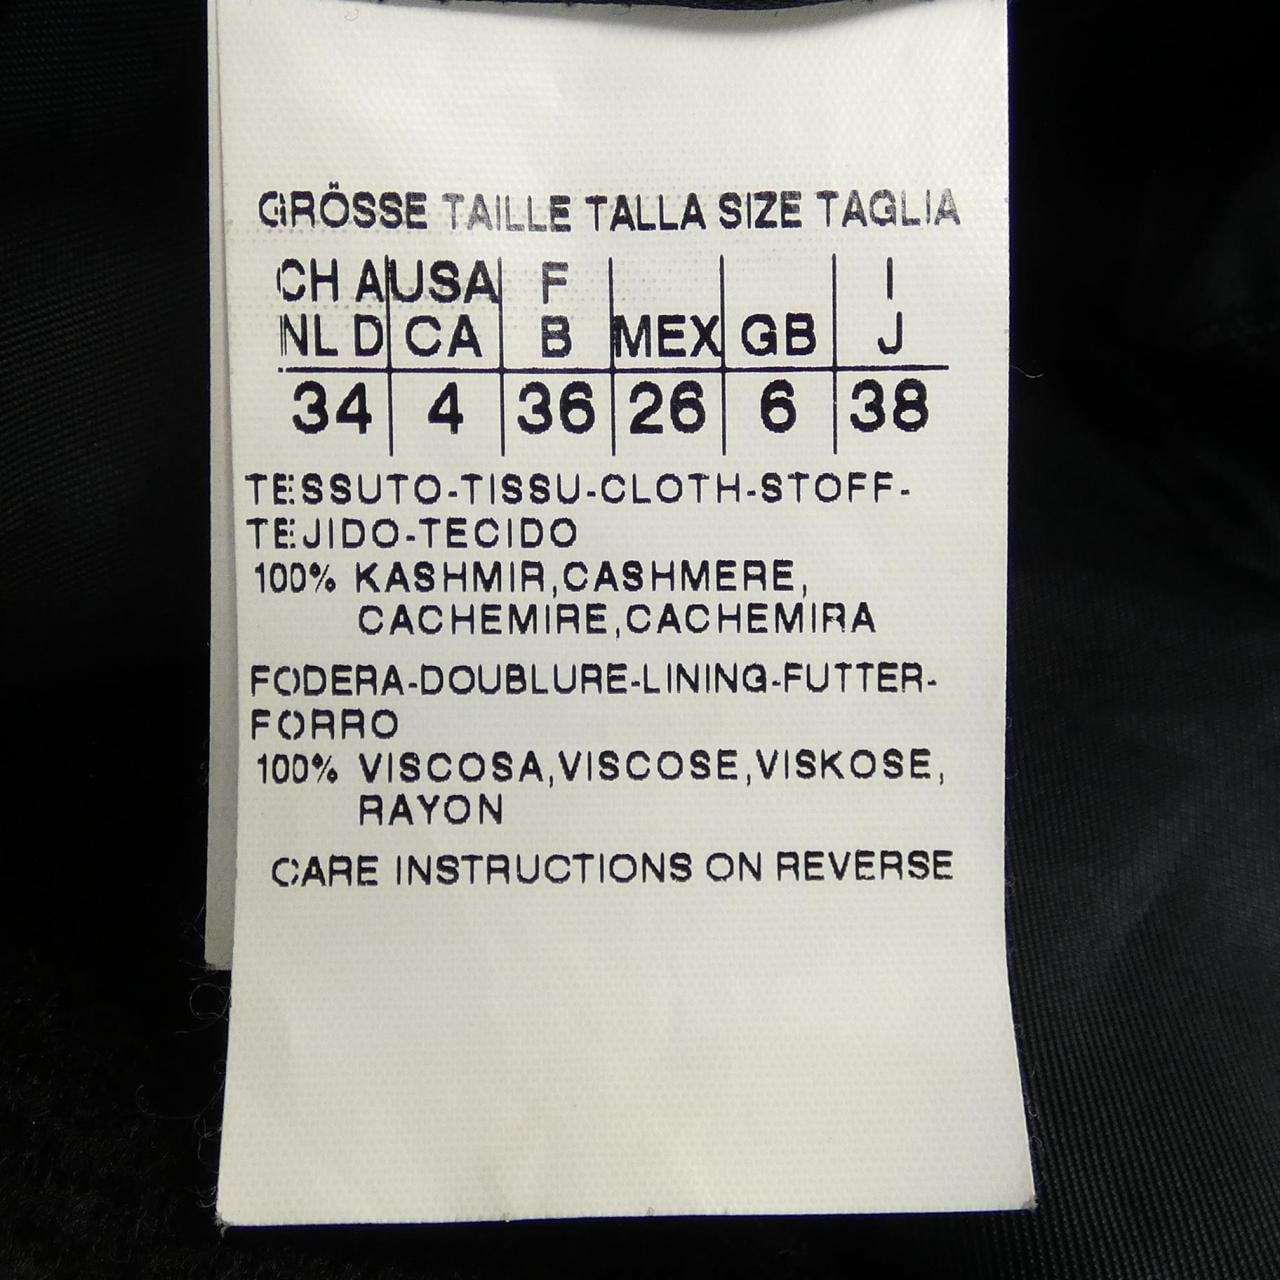 GRÖSSE TAILLE TALLA SIZE TAGLIA
CH A USA F I
NL D CA B MEX GB J
34 4 36 26 6 38
TESSUTO-TISSU-CLOTH-STOFF-
TEJIDO-TECIDO
100% KASHMIR,CASHMERE,
CACHEMIRE,CACHEMIRA
FODERA-DOUBLURE-LINING-FUTTER-
FORRO
100% VISCOSA,VISCOSE,VISKOSE,
RAYON
CARE INSTRUCTIONS ON REVERSE